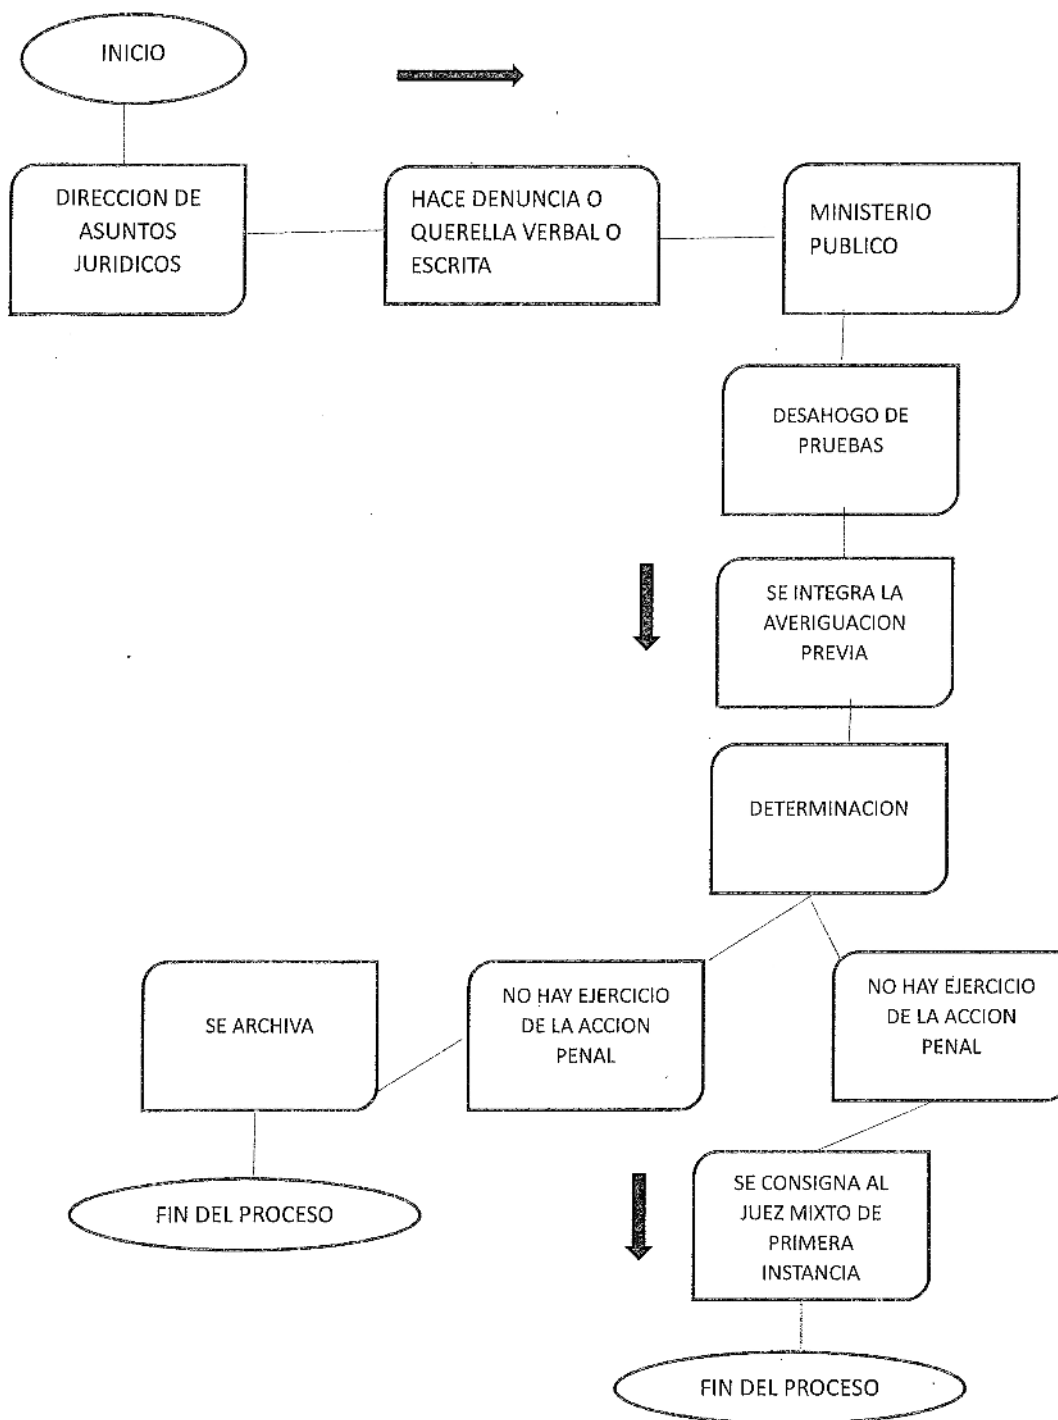 INICIO
DIRECCION DE
ASUNTOS
JURIDICOS
HACE DENUNCIA O
QUERELLA VERBAL O
ESCRITA
MINISTERIO
PUBLICO
DESAHOGO DE
PRUEBAS
SE INTEGRA LA
AVERIGUACION
PREVIA
DETERMINACION
SE ARCHIVA
NO HAY EJERCICIO
DE LA ACCION
PENAL
NO HAY EJERCICIO
DE LA ACCION
PENAL
FIN DEL PROCESO
SE CONSIGNA AL
JUEZ MIXTO DE
PRIMERA
INSTANCIA
FIN DEL PROCESO